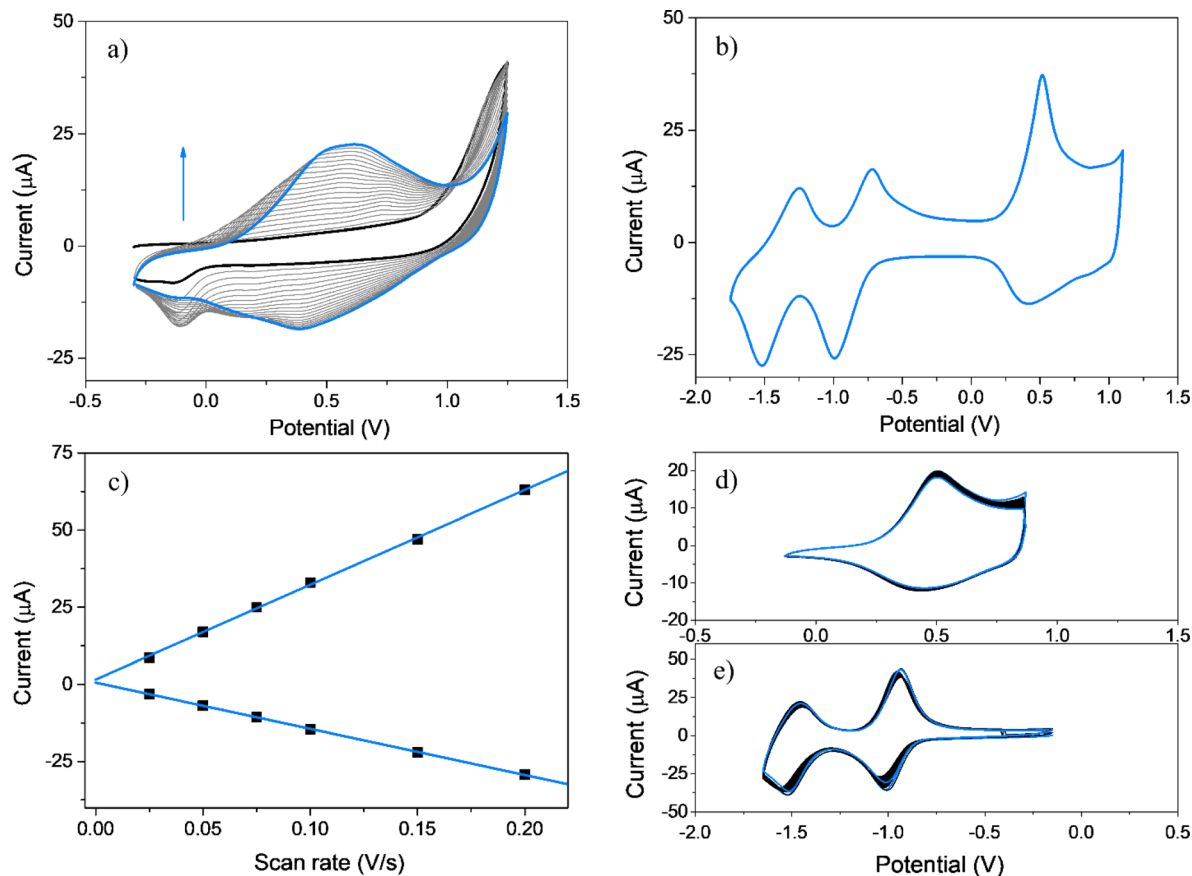 a)
50
25
0
-25
Current (µA)
-0.5 0.0 0.5 1.0 1.5
Potential (V)
b)
50
25
0
-25
Current (µA)
-2.0 -1.5 -1.0 -0.5 0.0 0.5 1.0 1.5
Potential (V)
c)
75
50
25
0
-25
Current (µA)
0.00 0.05 0.10 0.15 0.20
Scan rate (V/s)
d)
20
10
0
-10
-20
Current (µA)
-0.5 0.0 0.5 1.0 1.5
e)
50
25
0
-25
-50
Current (µA)
-2.0 -1.5 -1.0 -0.5 0.0 0.5
Potential (V)